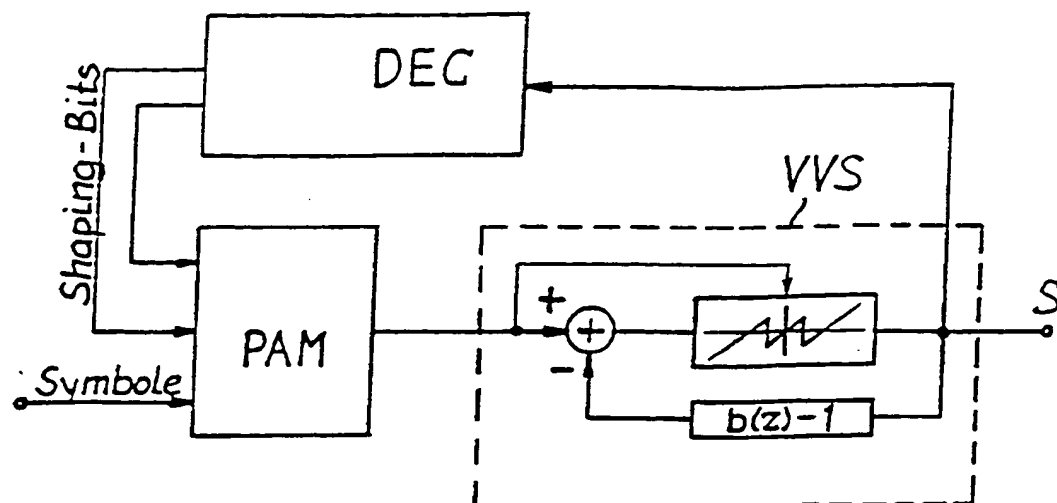 DEC
Shaping-Bits
VVS
PAM
+
+
-
S
Symbole
b(z)-1